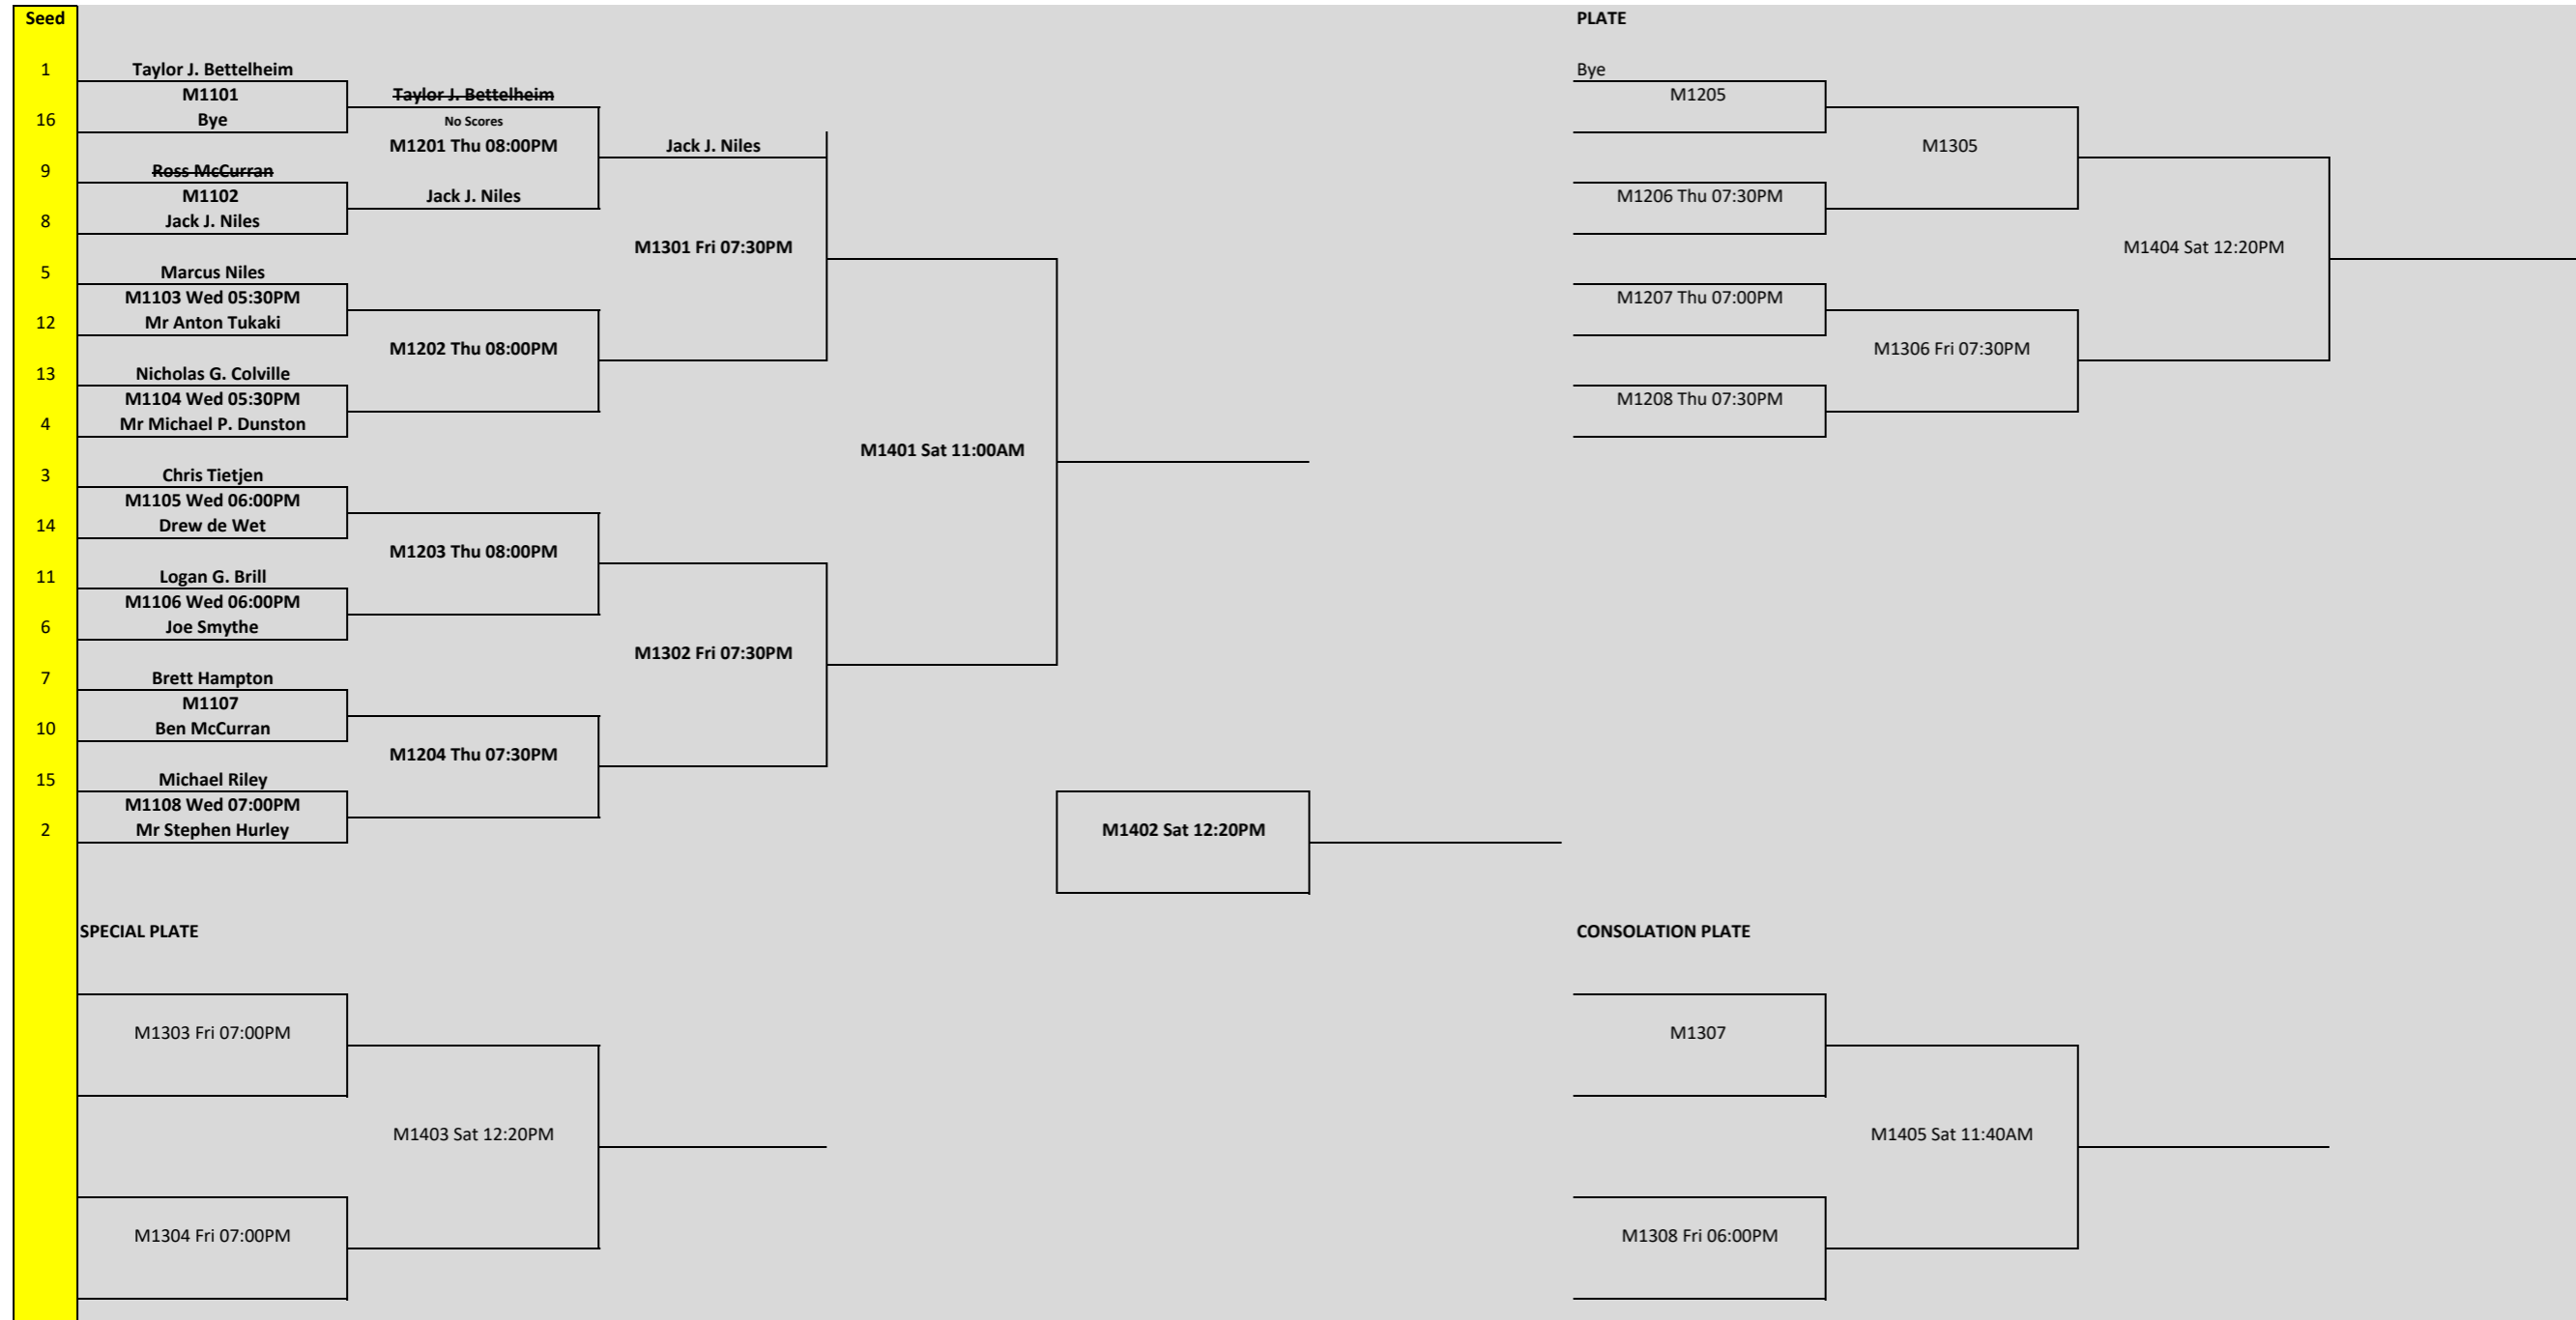 Seed
PLATE
1
Taylor J. Bettelheim
Bye
M1101
Taylor J. Bettelheim
M1205
16
Bye
No Scores
M1201 Thu 08:00PM
Jack J. Niles
M1305
9
Ross McCurran
M1102
Jack J. Niles
M1206 Thu 07:30PM
8
Jack J. Niles
M1301 Fri 07:30PM
M1404 Sat 12:20PM
5
Marcus Niles
M1103 Wed 05:30PM
M1207 Thu 07:00PM
12
Mr Anton Tukaki
M1202 Thu 08:00PM
M1306 Fri 07:30PM
13
Nicholas G. Colville
M1104 Wed 05:30PM
M1208 Thu 07:30PM
4
Mr Michael P. Dunston
M1401 Sat 11:00AM
3
Chris Tietjen
M1105 Wed 06:00PM
14
Drew de Wet
M1203 Thu 08:00PM
11
Logan G. Brill
M1106 Wed 06:00PM
6
Joe Smythe
M1302 Fri 07:30PM
7
Brett Hampton
M1107
10
Ben McCurran
M1204 Thu 07:30PM
15
Michael Riley
M1108 Wed 07:00PM
2
Mr Stephen Hurley
M1402 Sat 12:20PM
SPECIAL PLATE
CONSOLATION PLATE
M1303 Fri 07:00PM
M1307
M1403 Sat 12:20PM
M1405 Sat 11:40AM
M1304 Fri 07:00PM
M1308 Fri 06:00PM